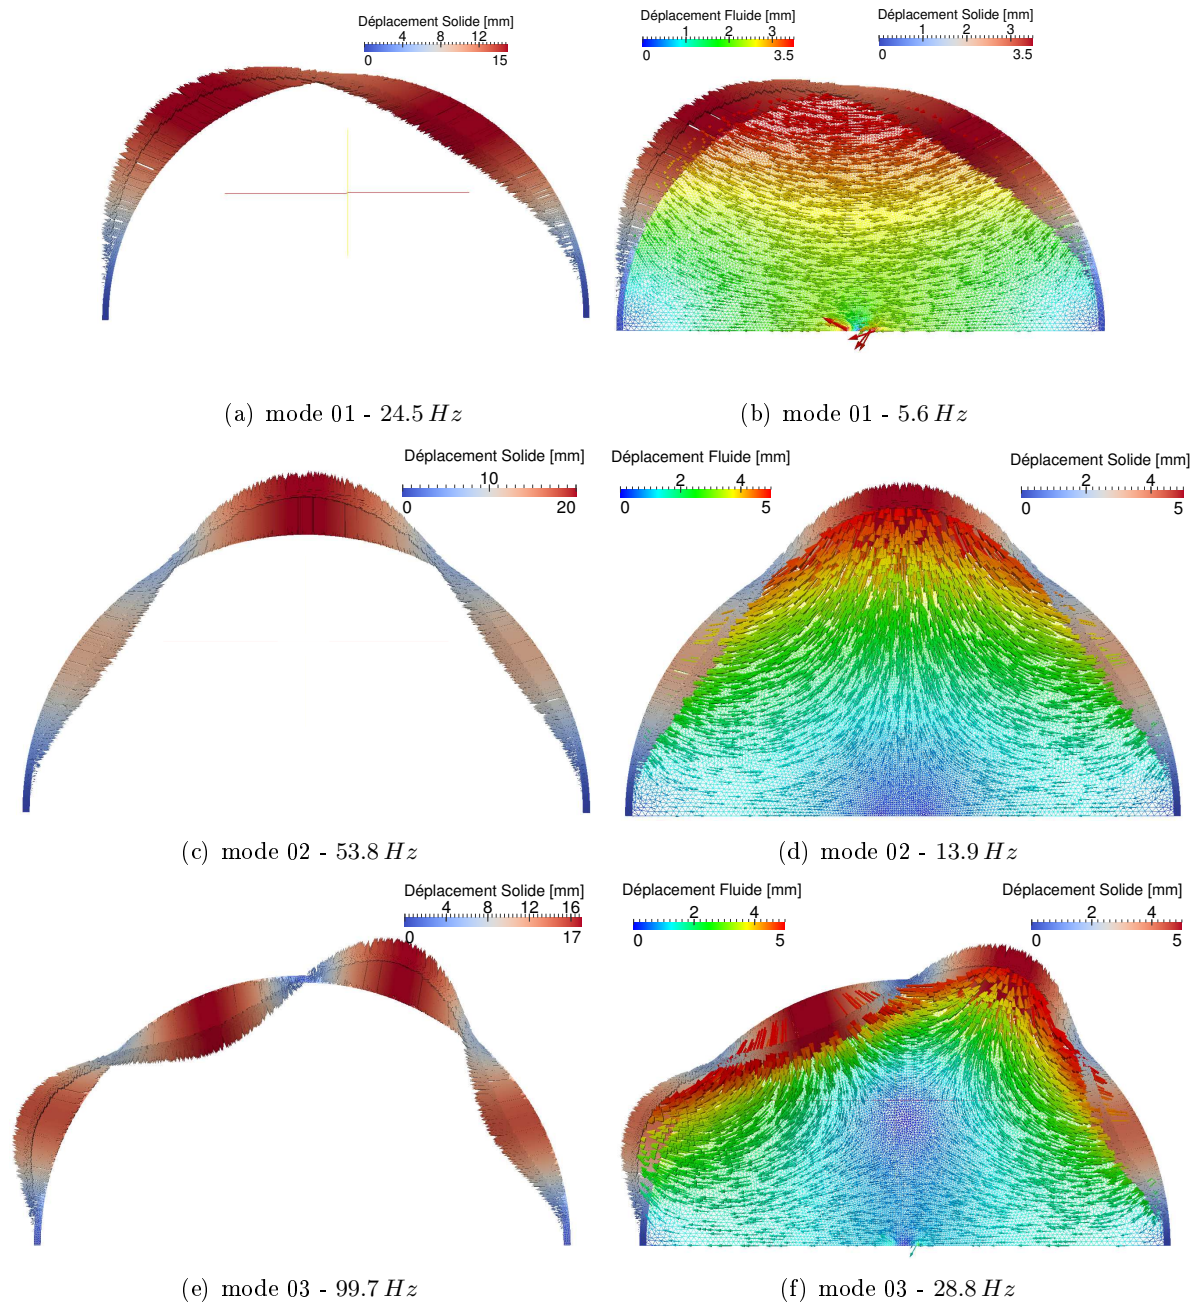 Déplacement Solide [mm]
4 8 12
0 15
Déplacement Fluide [mm]
1 2 3
0 3.5
Déplacement Solide [mm]
1 2 3
0 3.5
(a) mode 01 - 24.5 Hz
(b) mode 01 - 5.6 Hz
Déplacement Solide [mm]
10
0 20
Déplacement Fluide [mm]
2 4
0 5
Déplacement Solide [mm]
2 4
0 5
(c) mode 02 - 53.8 Hz
(d) mode 02 - 13.9 Hz
Déplacement Solide [mm]
4 8 12 16
0 17
Déplacement Fluide [mm]
2 4
0 5
Déplacement Solide [mm]
2 4
0 5
(e) mode 03 - 99.7 Hz
(f) mode 03 - 28.8 Hz